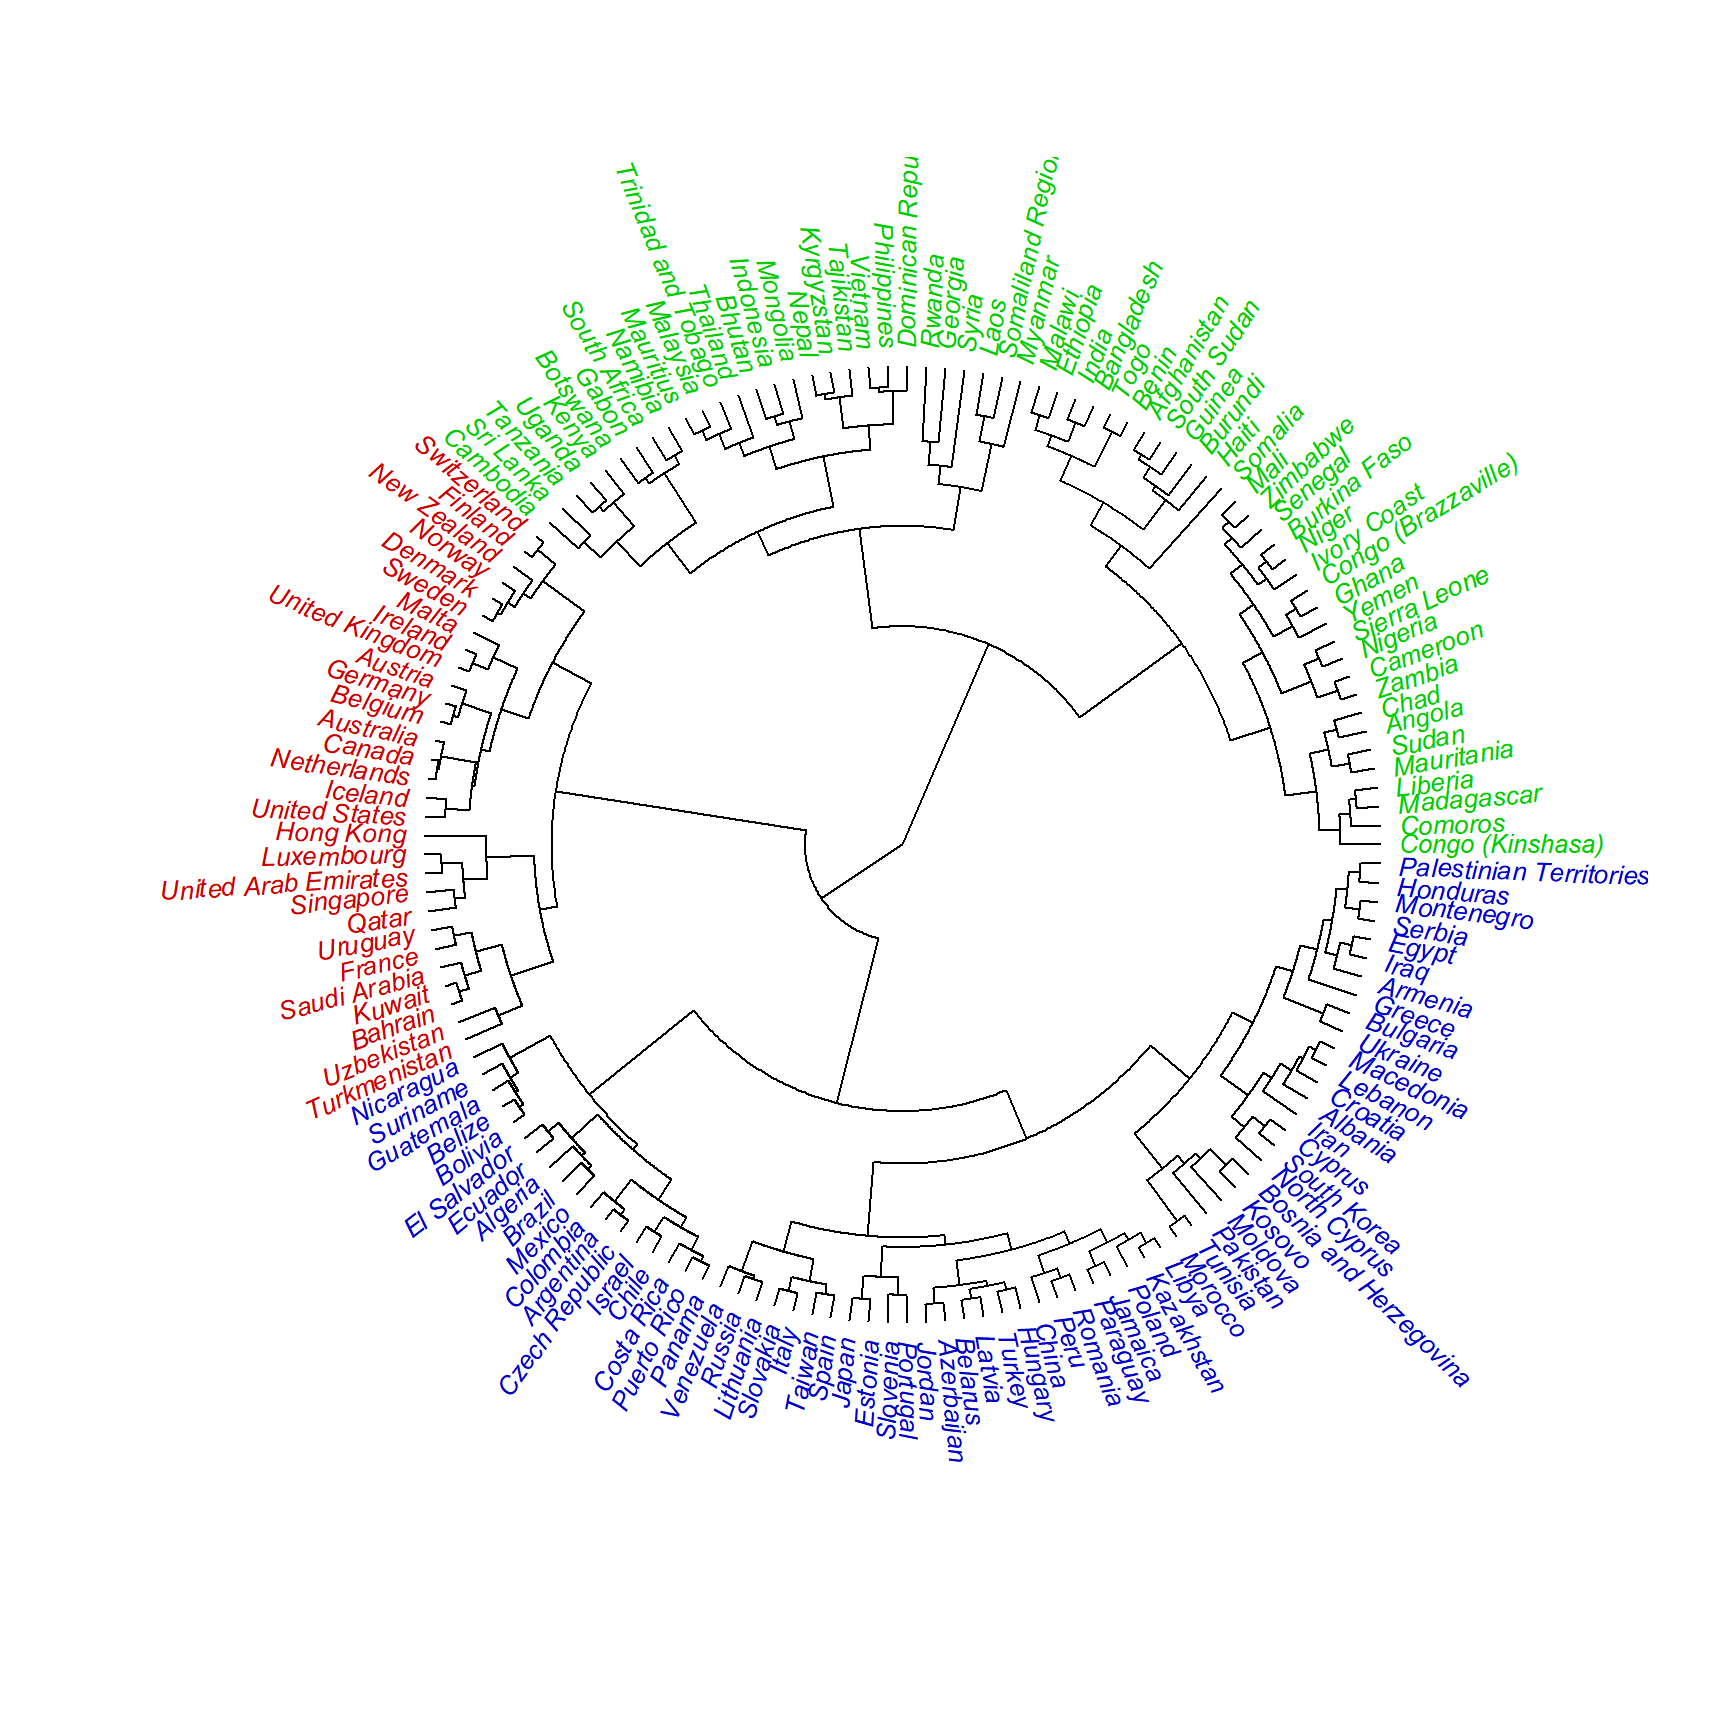 Trinidad and Tobago
Thailand
Bhutan
Indonesia
Mongolia
Nepal
Kyrgyzstan
Tajikistan
Vietnam
Philippines
Dominican Repu
Rwanda
Georgia
Syria
Laos
Somaliland Region
Myanmar
Malawi
Ethiopia
India
Bangladesh
Togo
Benin
Afghanistan
South Sudan
Guinea
Burundi
Haiti
Somalia
Mali
Zimbabwe
Senegal
Burkina Faso
Niger
Ivory Coast
Congo (Brazzaville)
Ghana
Yemen
Sierra Leone
Nigeria
Cameroon
Zambia
Chad
Angola
Sudan
Mauritania
Liberia
Madagascar
Comoros
Congo (Kinshasa)
Palestinian Territories
Honduras
Montenegro
Serbia
Egypt
Iraq
Armenia
Greece
Bulgaria
Ukraine
Macedonia
Lebanon
Croatia
Albania
Iran
Cyprus
South Korea
North Cyprus
Bosnia and Herzegovina
Kosovo
Moldova
Pakistan
Tunisia
Morocco
Libya
Kazakhstan
Poland
Jamaica
Paraguay
Romania
Peru
China
Hungary
Turkey
Latvia
Belarus
Azerbaijan
Jordan
Portugal
Slovenia
Estonia
Japan
Spain
Taiwan
Italy
Slovakia
Lithuania
Russia
Venezuela
Panama
Puerto Rico
Costa Rica
Chile
Israel
Czech Republic
Argentina
Colombia
Mexico
Brazil
Algeria
Ecuador
El Salvador
Bolivia
Belize
Guatemala
Suriname
Nicaragua
Turkmenistan
Uzbekistan
Bahrain
Kuwait
Saudi Arabia
France
Uruguay
Qatar
Singapore
United Arab Emirates
Luxembourg
Hong Kong
United States
Iceland
Netherlands
Canada
Australia
Belgium
Germany
Austria
United Kingdom
Ireland
Malta
Sweden
Denmark
Norway
New Zealand
Finland
Switzerland
Cambodia
Sri Lanka
Tanzania
Uganda
Kenya
Botswana
Gabon
South Africa
Namibia
Mauritius
Malaysia